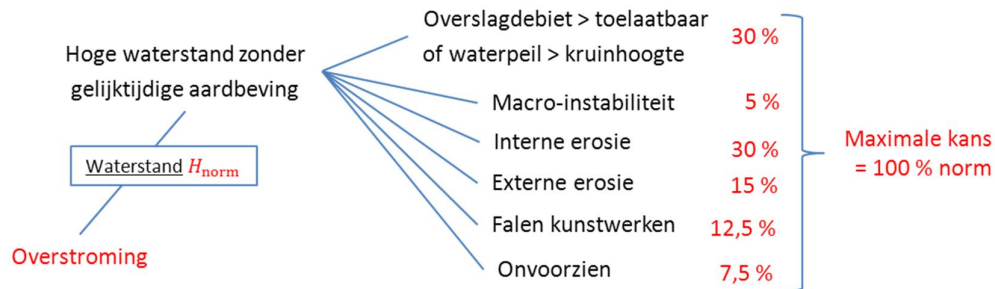 Hoge waterstand zonder
gelijktijdige aardbeving
Waterstand Hnorm
Overstroming
Overslagdebiet > toelaatbaar
of waterpeil > kruinhoogte
30 %
Macro-instabiliteit
5 %
Interne erosie
30 %
Externe erosie
15 %
Falen kunstwerken
12,5 %
Onvoorzien
7,5 %
Maximale kans
= 100 % norm